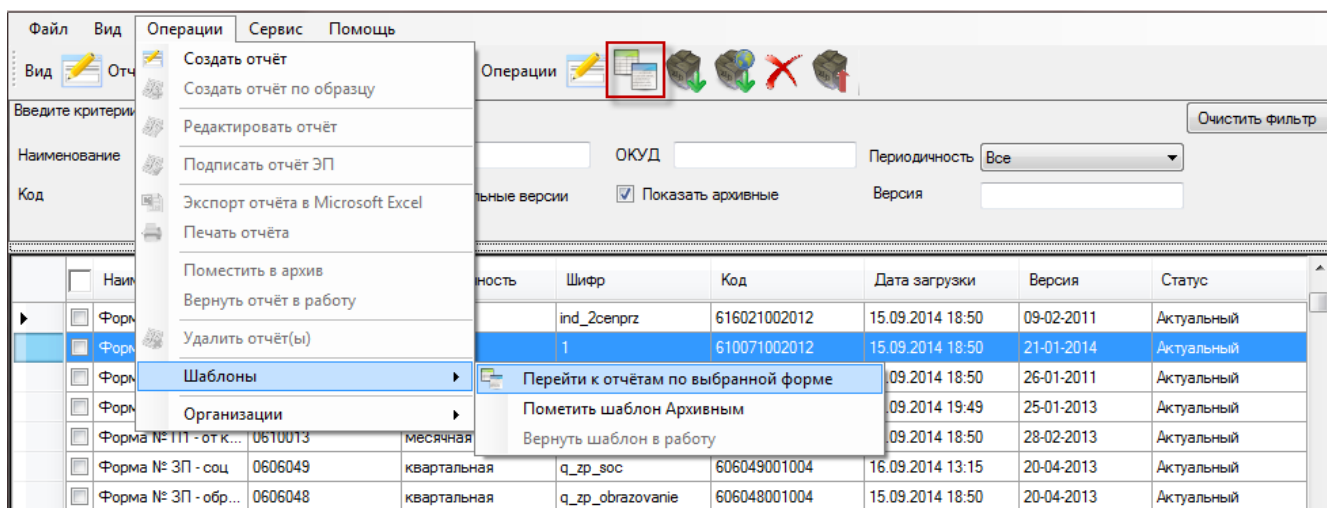 Файл Вид Операции Сервис Помощь
Вид Отч Операции
Создать отчёт
Создать отчёт по образцу
Редактировать отчёт
Подписать отчёт ЭП
Экспорт отчёта в Microsoft Excel
Печать отчёта
Поместить в архив
Вернуть отчёт в работу
Удалить отчёт(ы)
Шаблоны
Организации
Перейти к отчётам по выбранной форме
Пометить шаблон Архивным
Вернуть шаблон в работу
Введите критерии
Очистить фильтр
Наименование ОКУД Периодичность Все
Код льные версии Показать архивные Версия
Наим ность Шифр Код Дата загрузки Версия Статус
Форм ind_2cenprz 616021002012 15.09.2014 18:50 09-02-2011 Актуальный
Форм 1 610071002012 15.09.2014 18:50 21-01-2014 Актуальный
Форм .09.2014 18:50 26-01-2011 Актуальный
Форм .09.2014 19:49 25-01-2013 Актуальный
Форма № П1 - от к... 0610013 месячная .09.2014 18:50 28-02-2013 Актуальный
Форма № ЗП - соц 0606049 квартальная q_zp_soc 606049001004 16.09.2014 13:15 20-04-2013 Актуальный
Форма № ЗП - обр... 0606048 квартальная q_zp_obrazovanie 606048001004 15.09.2014 18:50 20-04-2013 Актуальный